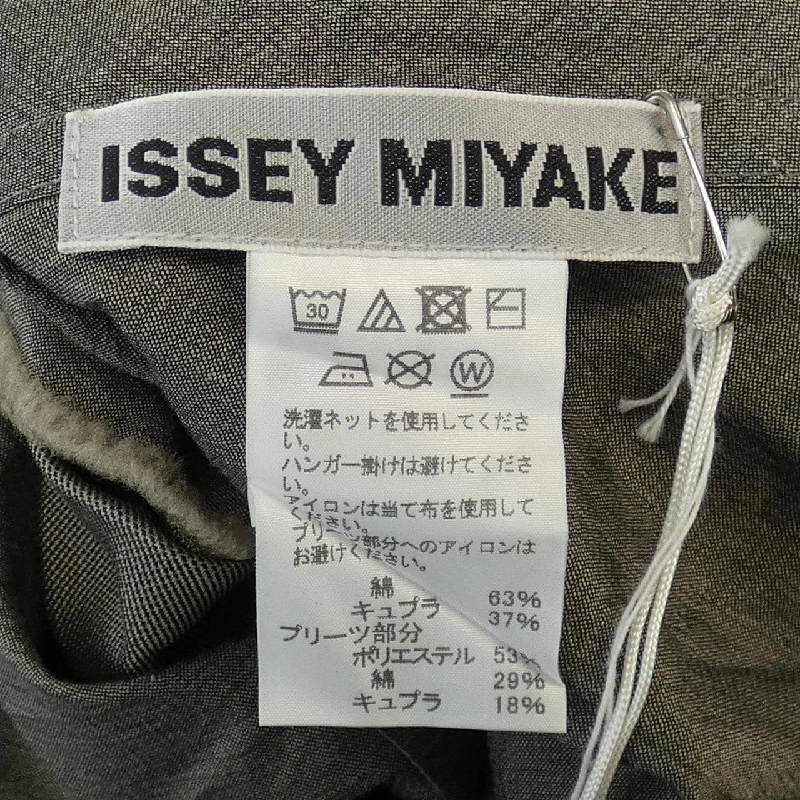 ISSEY MIYAKE
30
W
洗濯ネットを使用してくださ
い。
ハンガー掛けは避けてくださ
い。
アイロンは当て布を使用して
ください。
プリーツ部分へのアイロンは
お避けください。
綿 63%
キュプラ 37%
プリーツ部分
ポリエステル 53%
綿 29%
キュプラ 18%